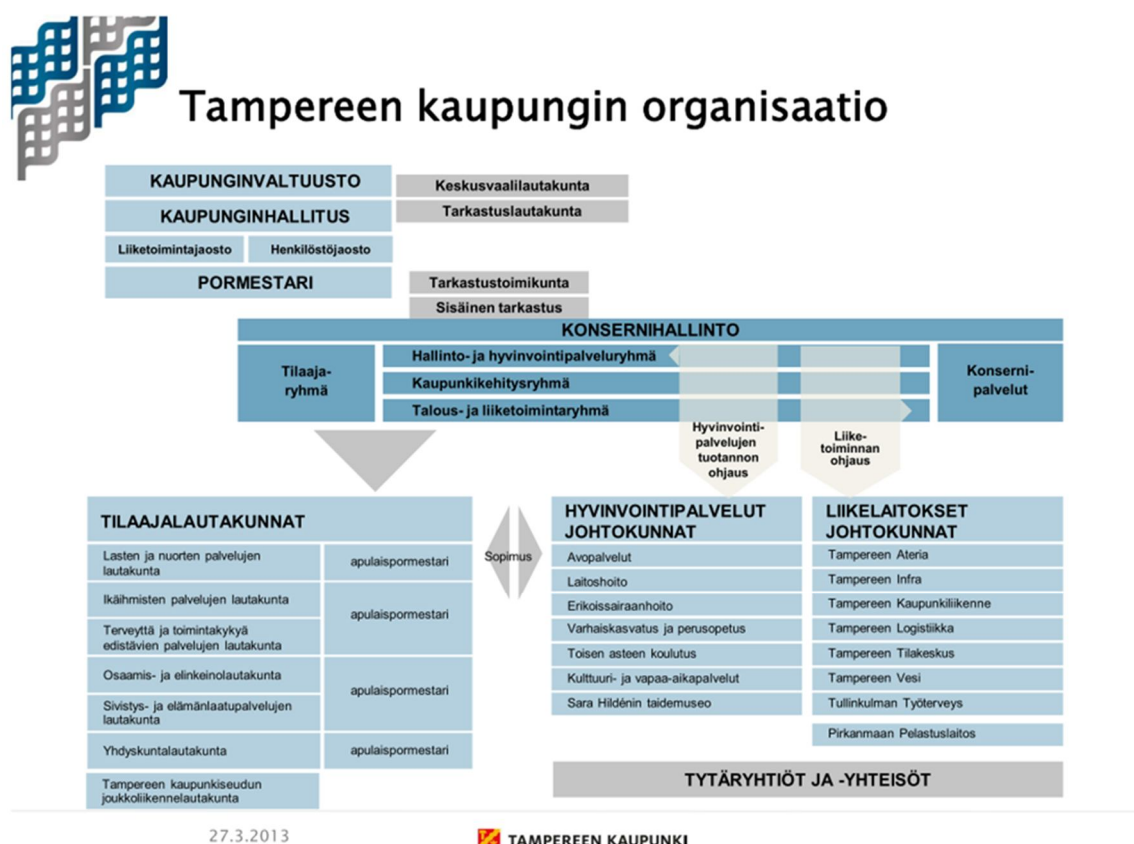 Tampereen kaupungin organisaatio
KAUPUNGINVALTUUSTO
Keskusvaalilautakunta
KAUPUNGINHALLITUS
Tarkastuslautakunta
Liiketoimintajaosto
Henkilöstöjaosto
PORMESTARI
Tarkastustoimikunta
Sisäinen tarkastus
KONSERNIHALLINTO
Tilaaja-
ryhmä
Hallinto- ja hyvinvointipalveluryhmä
Kaupunkikehitysryhmä
Talous- ja liiketoimintaryhmä
Konserni-
palvelut
Hyvinvointi-
palvelujen
tuotannon
ohjaus
Liike-
toiminnan
ohjaus
TILAAJALAUTAKUNNAT
Lasten ja nuorten palvelujen
lautakunta
apulaispormestari
Ikäihmisten palvelujen lautakunta
apulaispormestari
Terveyttä ja toimintakykyä
edistävien palvelujen lautakunta
Osaamis- ja elinkeinolautakunta
apulaispormestari
Sivistys- ja elämänlaatupalvelujen
lautakunta
Yhdyskuntalautakunta
apulaispormestari
Tampereen kaupunkiseudun
joukkoliikennelautakunta
Sopimus
HYVINVOINTIPALVELUT
JOHTOKUNNAT
Avopalvelut
Laitoshoito
Erikoissairaanhoito
Varhaiskasvatus ja perusopetus
Toisen asteen koulutus
Kulttuuri- ja vapaa-aikapalvelut
Sara Hildénin taidemuseo
LIIKELAITOKSET
JOHTOKUNNAT
Tampereen Ateria
Tampereen Infra
Tampereen Kaupunkiliikenne
Tampereen Logistiikka
Tampereen Tilakeskus
Tampereen Vesi
Tullinkulman Työterveys
Pirkanmaan Pelastuslaitos
TYTÄRYHTIÖT JA -YHTEISÖT
27.3.2013
TAMPEREEN KAUPUNKI